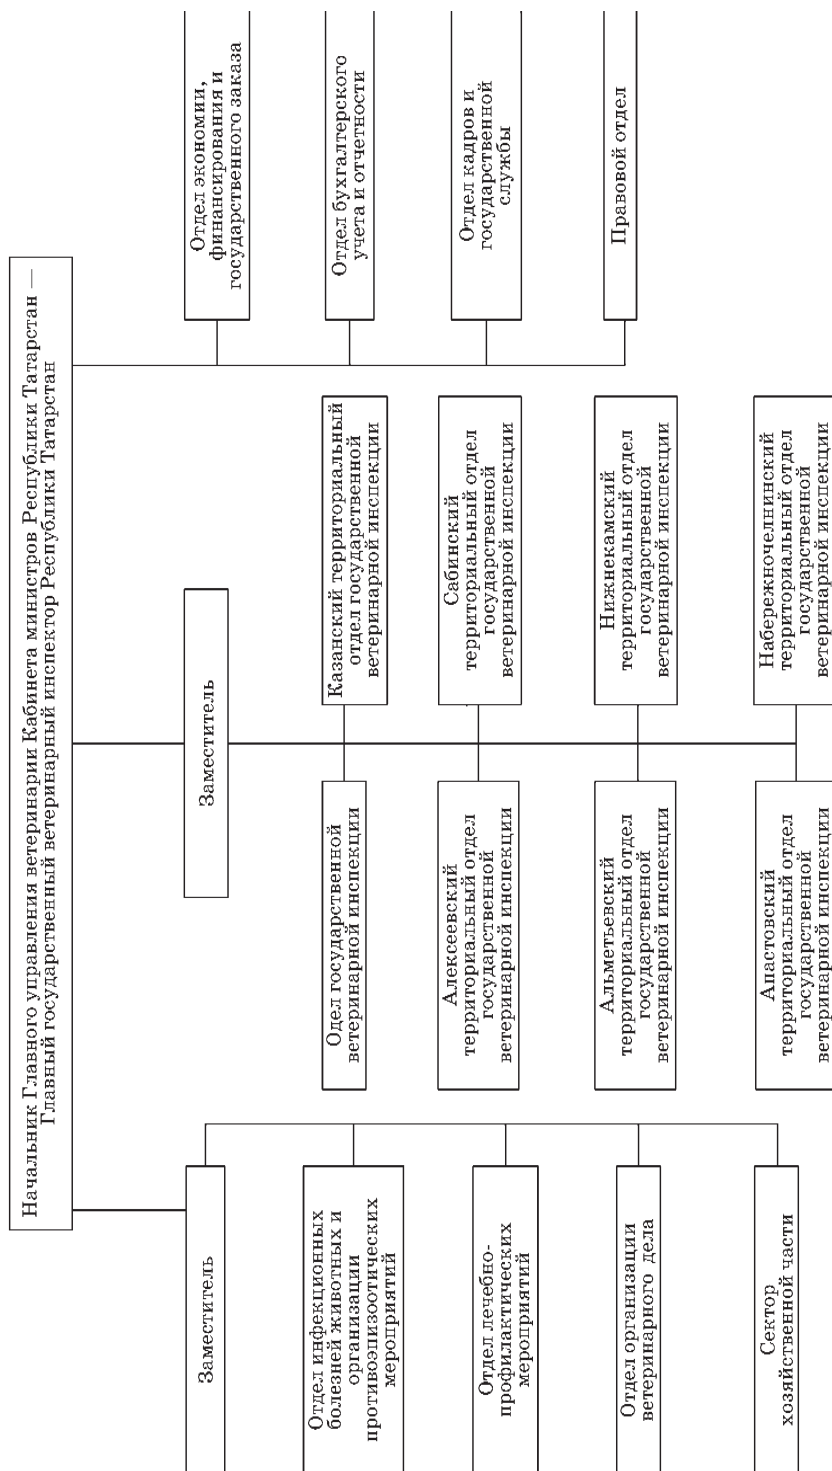 Начальник Главного управления ветеринарии Кабинета министров Республики Татарстан —
Главный государственный ветеринарный инспектор Республики Татарстан
Заместитель
Отдел инфекционных
болезней животных и
организации
противоэпизоотических
мероприятий
Отдел лечебно-
профилактических
мероприятий
Отдел организации
ветеринарного дела
Сектор
хозяйственной части
Заместитель
Одел государственной
ветеринарной инспекции
Алексеевский
территориальный отдел
государственной
ветеринарной инспекции
Альметьевский
территориальный отдел
государственной
ветеринарной инспекции
Апастовский
территориальный отдел
государственной
ветеринарной инспекции
Казанский территориальный
отдел государственной
ветеринарной инспекции
Сабинский
территориальный отдел
государственной
ветеринарной инспекции
Нижнекамский
территориальный отдел
государственной
ветеринарной инспекции
Набережночелнинский
территориальный отдел
государственной
ветеринарной инспекции
Отдел экономии,
финансирования и
государственного заказа
Отдел бухгалтерского
учета и отчетности
Отдел кадров и
государственной
службы
Правовой отдел